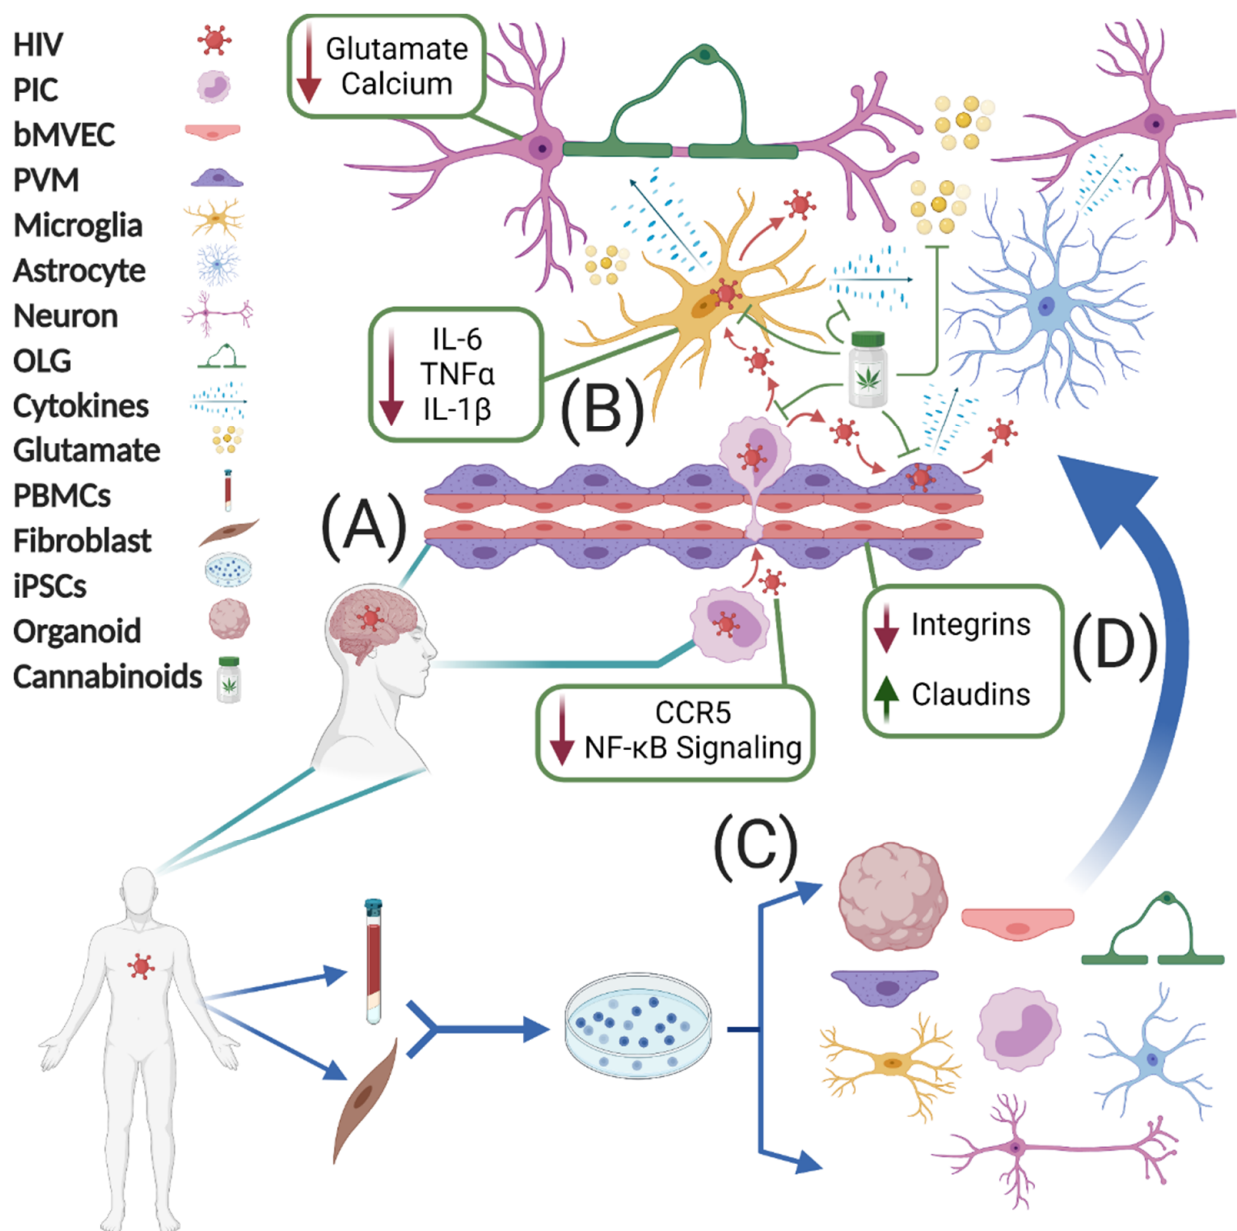 HIV
PIC
bMVEC
PVM
Microglia
Astrocyte
Neuron
OLG
Cytokines
Glutamate
PBMCs
Fibroblast
iPSCs
Organoid
Cannabinoids
Glutamate
Calcium
IL-6
TNFα
IL-1β
(B)
(A)
Integrins
Claudins
(D)
CCR5
NF-κB Signaling
(C)